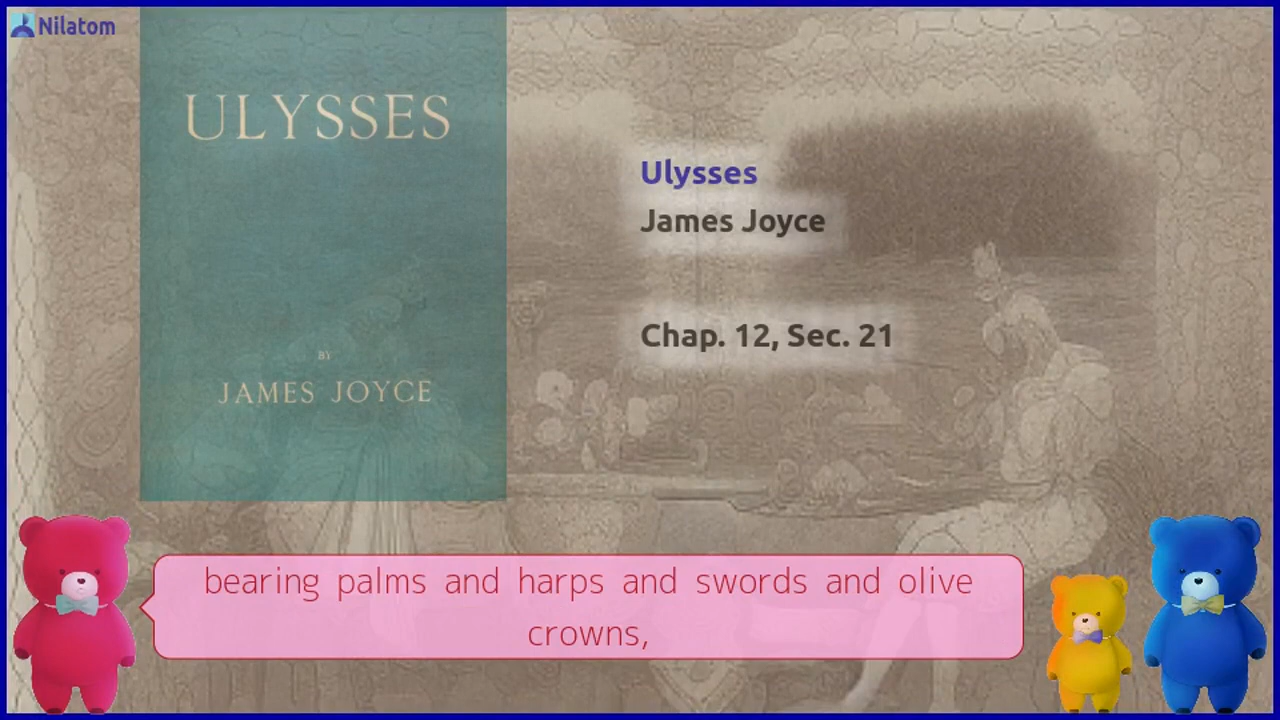 Nilatom
ULYSSES
BY
JAMES JOYCE
Ulysses
James Joyce
Chap. 12, Sec. 21
bearing palms and harps and swords and olive
crowns,